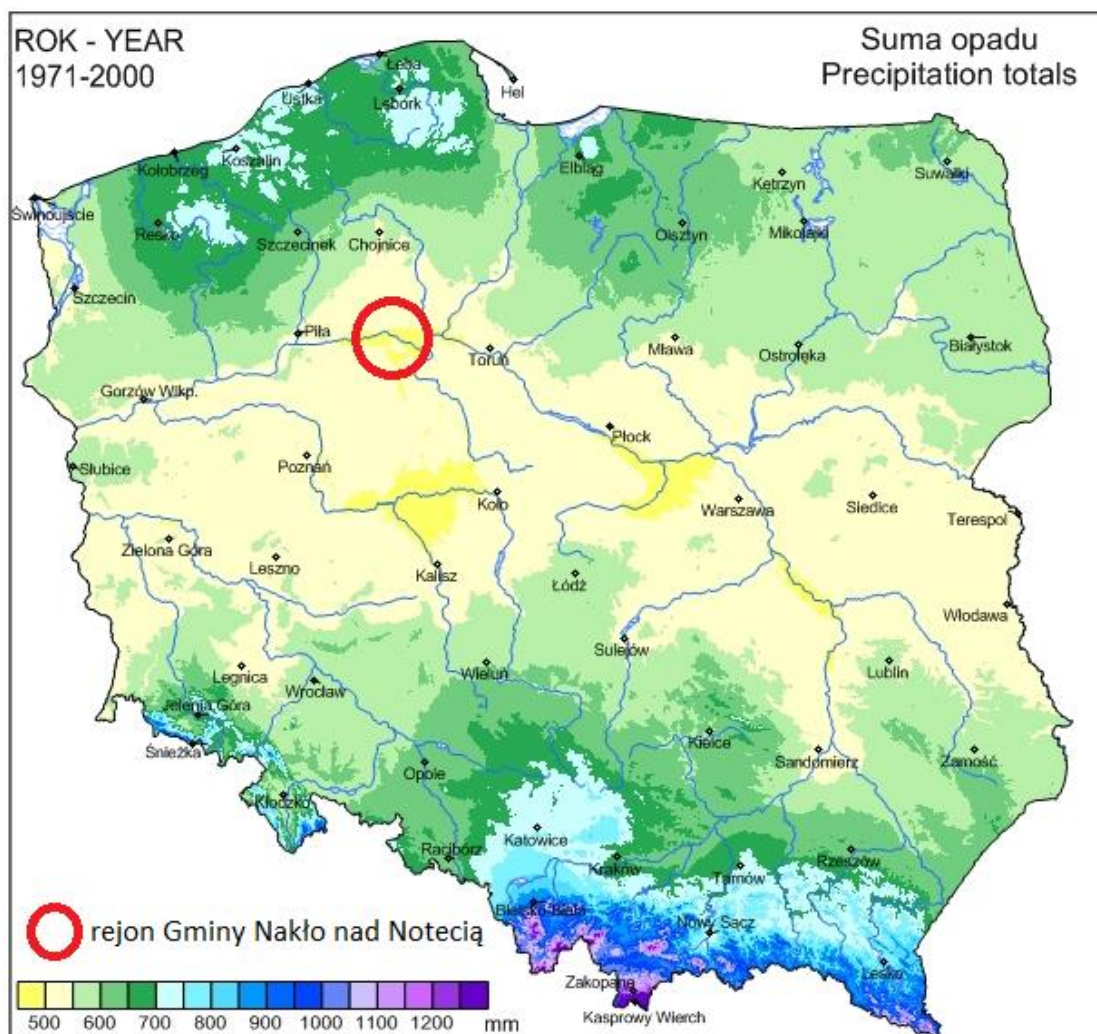 ROK - YEAR
1971-2000
Suma opadu
Precipitation totals
Łeba
Hel
Ustka
Lębork
Koszalin
Kołobrzeg
Elbląg
Kętrzyn
Suwałki
Świnoujście
Resko
Szczecinek
Chojnice
Olsztyn
Mikołajki
Szczecin
Piła
Toruń
Mława
Ostrołęka
Białystok
Gorzów Wlkp.
Płock
Słubice
Poznań
Koło
Warszawa
Siedlce
Terespol
Zielona Góra
Leszno
Kalisz
Łódź
Włodawa
Sulejów
Legnica
Wrocław
Wieluń
Lublin
Jelenia Góra
Śnieżka
Kielce
Opole
Sandomierz
Zamość
Kłodzko
Katowice
Racibórz
Kraków
Tarnów
Rzeszów
Bielsko-Biała
Nowy Sącz
rejon Gminy Nakło nad Notecią
Lesko
Zakopane
Kasprowy Wierch
500 600 700 800 900 1000 1100 1200 mm